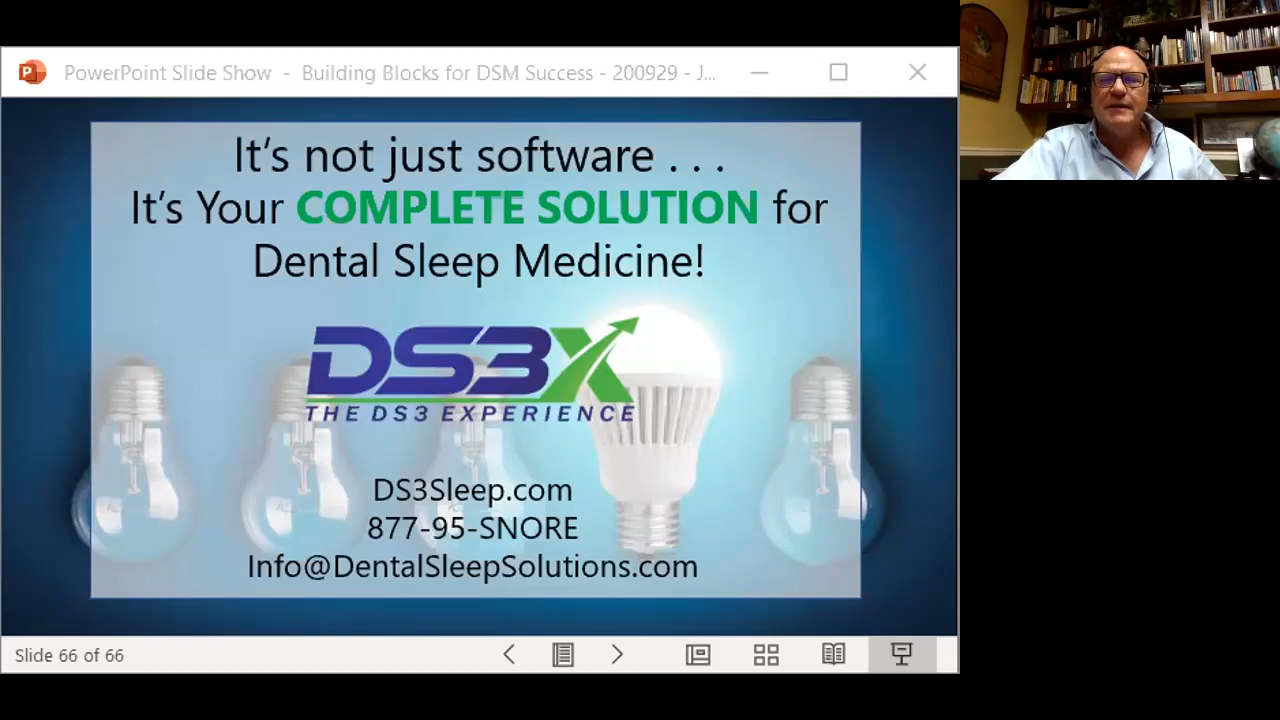 PowerPoint Slide Show - Building Blocks for DSM Success - 200929 - J...
It's not just software . . .
It's Your COMPLETE SOLUTION for
Dental Sleep Medicine!
DS3X
THE DS3 EXPERIENCE
DS3Sleep.com
877-95-SNORE
Info@DentalSleepSolutions.com
Slide 66 of 66